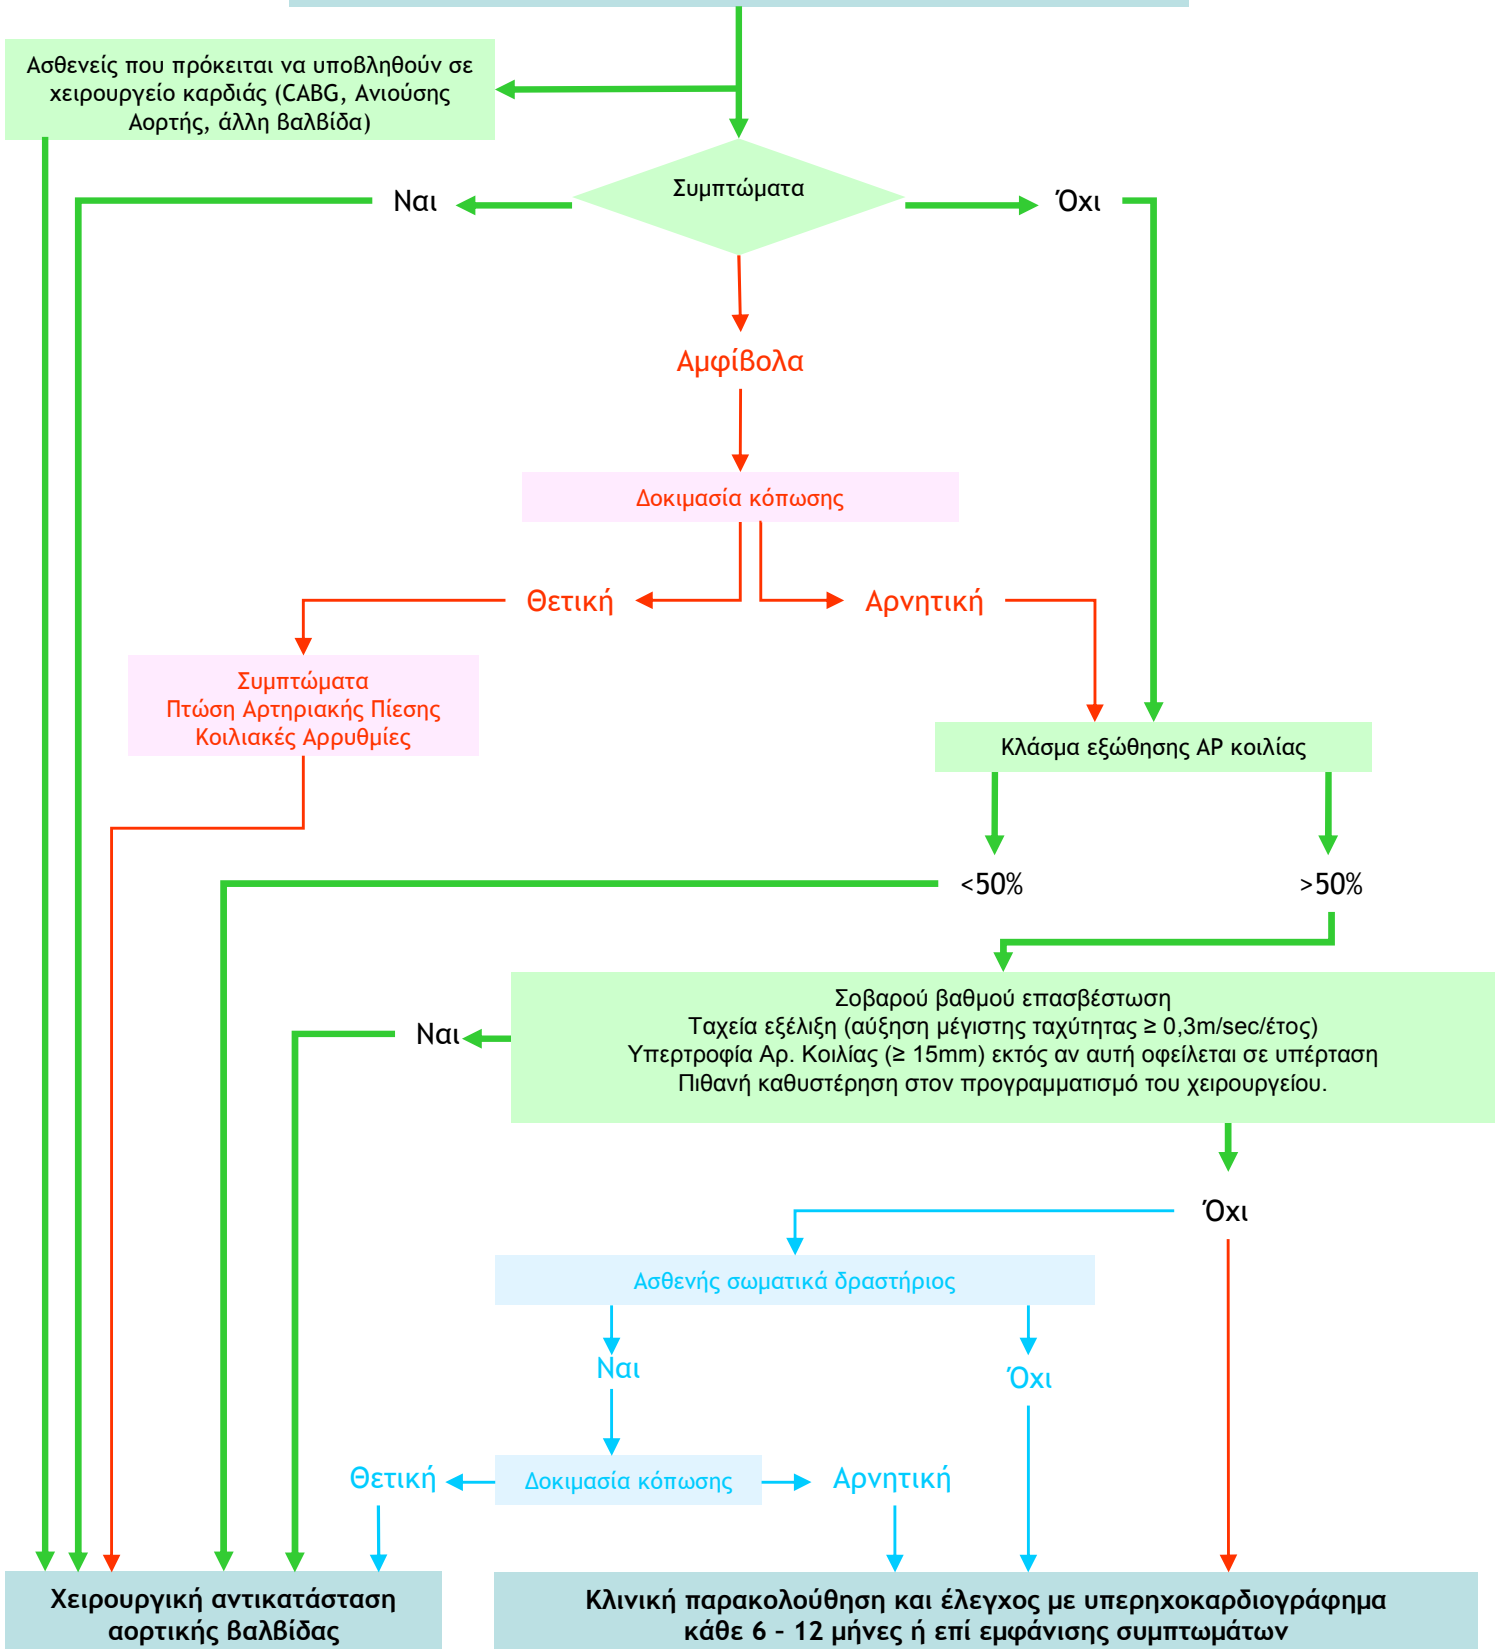 Ασθενείς που πρόκειται να υποβληθούν σε
χειρουργείο καρδιάς (CABG, Ανιούσης
Αορτής, άλλη βαλβίδα)
Συμπτώματα
Ναι
Όχι
Αμφίβολα
Δοκιμασία κόπωσης
Θετική
Αρνητική
Συμπτώματα
Πτώση Αρτηριακής Πίεσης
Κοιλιακές Αρρυθμίες
Κλάσμα εξώθησης ΑΡ κοιλίας
<50%
>50%
Σοβαρού βαθμού επασβέστωση
Ταχεία εξέλιξη (αύξηση μέγιστης ταχύτητας ≥ 0,3m/sec/έτος)
Υπερτροφία Αρ. Κοιλίας (≥ 15mm) εκτός αν αυτή οφείλεται σε υπέρταση
Πιθανή καθυστέρηση στον προγραμματισμό του χειρουργείου.
Ναι
Όχι
Ασθενής σωματικά δραστήριος
Ναι
Όχι
Θετική
Δοκιμασία κόπωσης
Αρνητική
Χειρουργική αντικατάσταση
αορτικής βαλβίδας
Κλινική παρακολούθηση και έλεγχος με υπερηχοκαρδιογράφημα
κάθε 6 – 12 μήνες ή επί εμφάνισης συμπτωμάτων